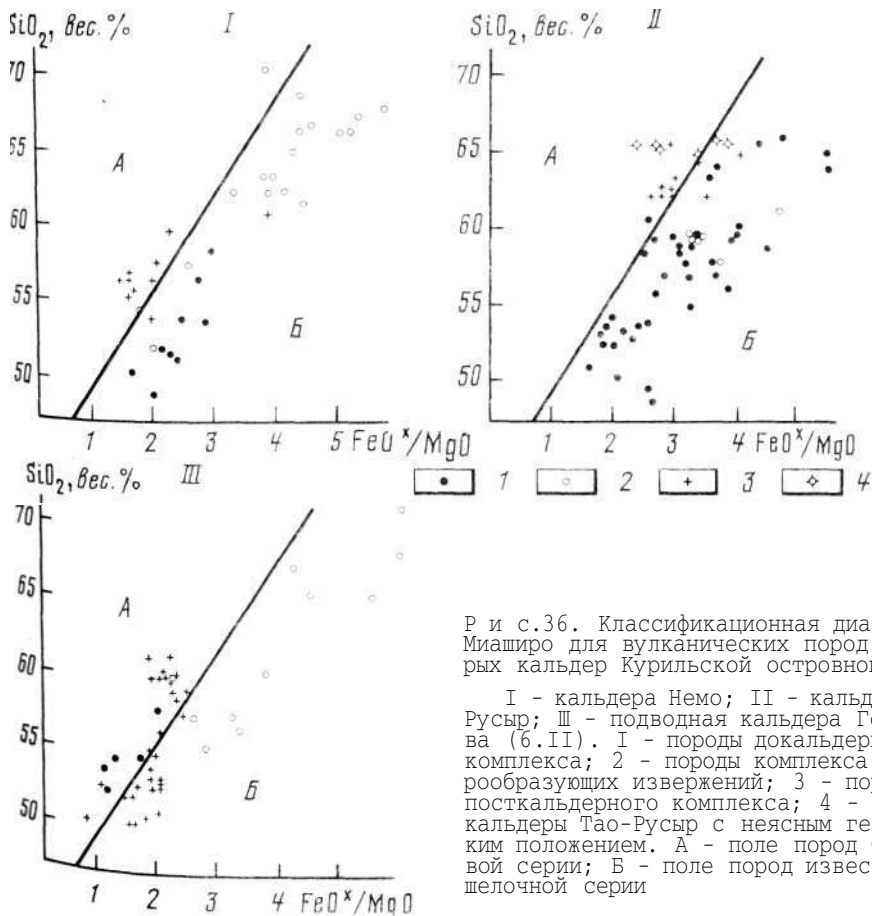 SiO₂, вес.% I
70
65
60
55
50
А
Б
1 2 3 4 5 FeO^x/MgO
SiO₂, вес.% II
70
65
60
55
50
А
Б
1 2 3 4 FeO^x/MgO
1 2 3 4
SiO₂, вес.% III
70
65
60
55
50
А
Б
1 2 3 4 FeO^x/MgO
Р и с.36. Классификационная диа
Миаширо для вулканических пород
рых кальдер Курильской островно
I - кальдера Немо; II - кальд
Русыр; III - подводная кальдера Г
ва (6.II). I - породы докальдер
комплекса; 2 - породы комплекса
рообразующих извержений; 3 - по
посткальдерного комплекса; 4 -
кальдеры Тао-Русыр с неясным ге
ким положением. А - поле пород
вой серии; Б - поле пород извес
шелочной серии